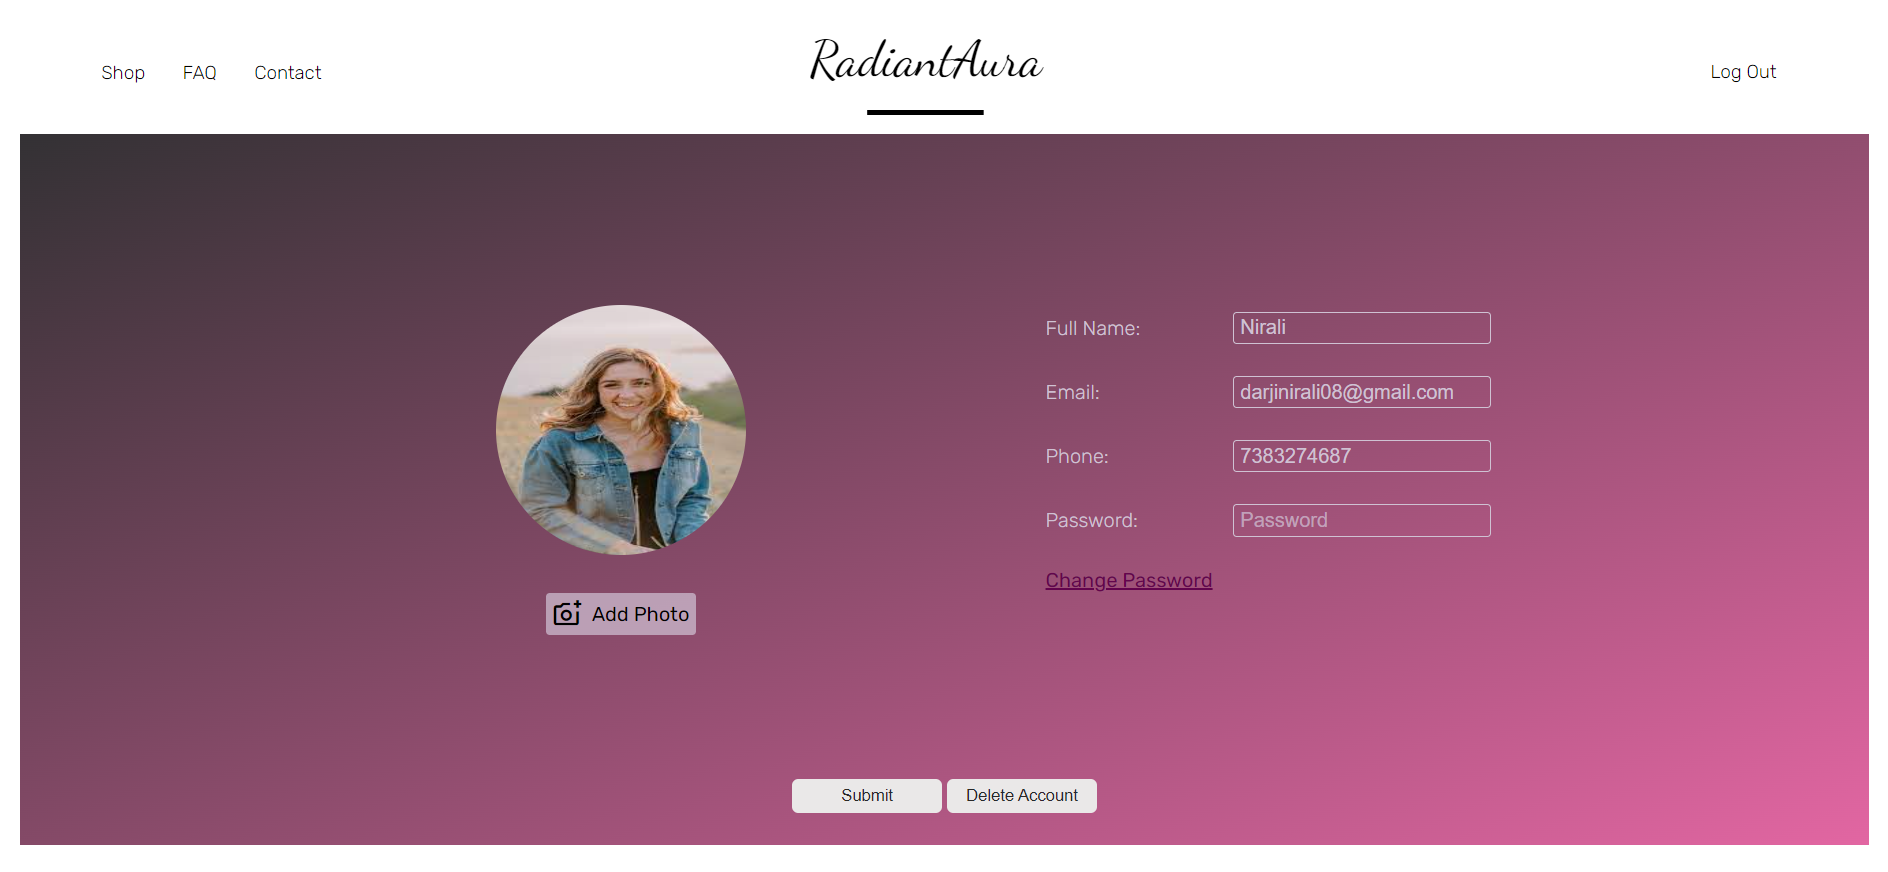 Shop FAQ Contact
RadiantAura
Log Out
Full Name: Nirali
Email: darjinirali08@gmail.com
Phone: 7383274687
Password: Password
Change Password
Add Photo
Submit Delete Account